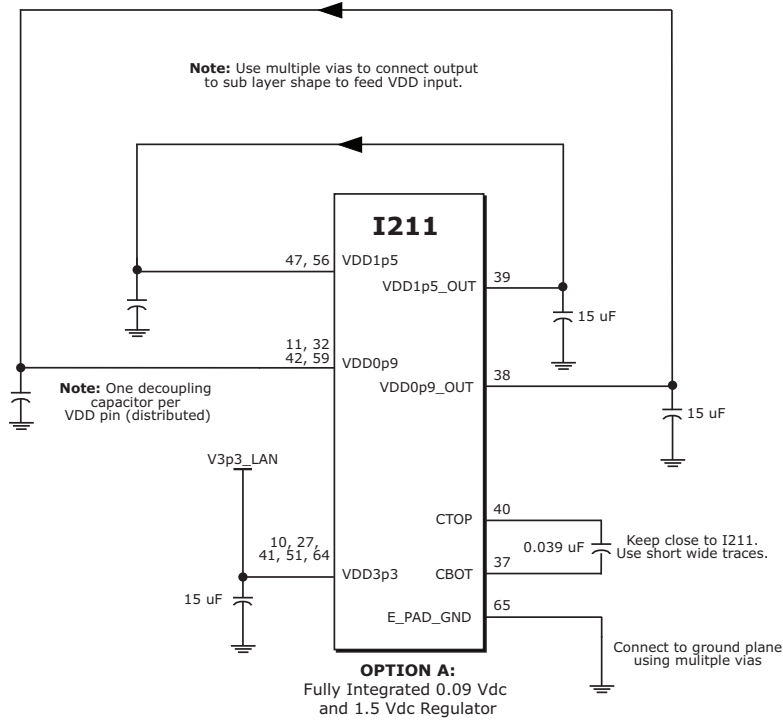 Note: Use multiple vias to connect output
to sub layer shape to feed VDD input.
I211
47, 56
VDD1p5
39
VDD1p5_OUT
15 uF
11, 32
42, 59
VDD0p9
38
VDD0p9_OUT
Note: One decoupling
capacitor per
VDD pin (distributed)
15 uF
V3p3_LAN
40
CTOP
10, 27,
41, 51, 64
0.039 uF
Keep close to I211.
Use short wide traces.
37
VDD3p3
CBOT
15 uF
65
E_PAD_GND
Connect to ground plane
using mulitple vias
OPTION A:
Fully Integrated 0.09 Vdc
and 1.5 Vdc Regulator